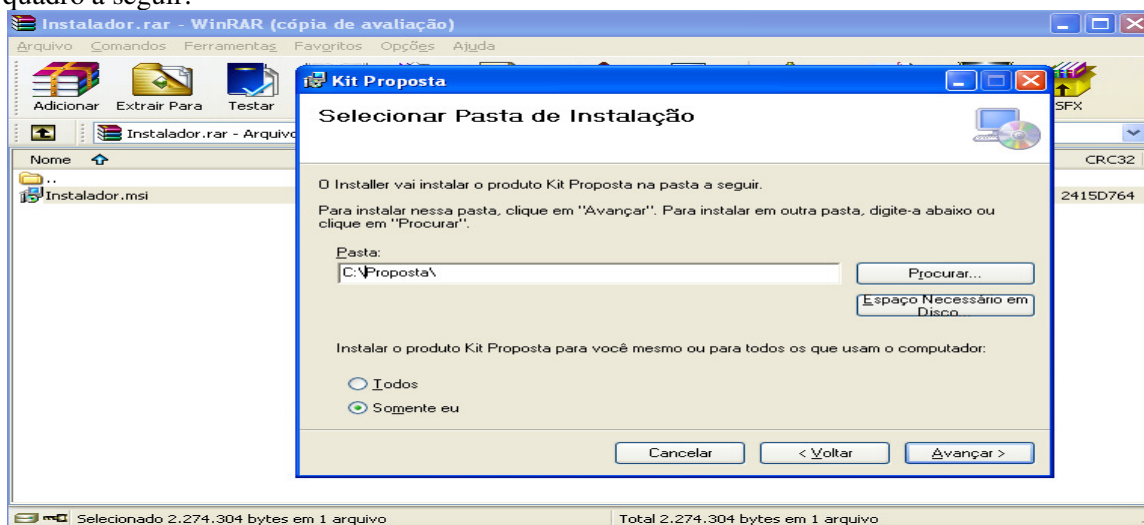 quadro a seguir:
Instalador.rar - WinRAR (cópia de avaliação)
Arquivo Comandos Ferramentas Favoritos Opções Ajuda
Adicionar Extrair Para Testar SFX
Instalador.rar - Arquivo
Nome CRC32
..
Instalador.msi 2415D764
Kit Proposta
Selecionar Pasta de Instalação
O Installer vai instalar o produto Kit Proposta na pasta a seguir.
Para instalar nessa pasta, clique em "Avançar". Para instalar em outra pasta, digite-a abaixo ou
clique em "Procurar".
Pasta:
C:\Proposta\
Procurar...
Espaço Necessário em
Disco...
Instalar o produto Kit Proposta para você mesmo ou para todos os que usam o computador:
Todos
Somente eu
Cancelar < Voltar Avançar >
Selecionado 2.274.304 bytes em 1 arquivo Total 2.274.304 bytes em 1 arquivo